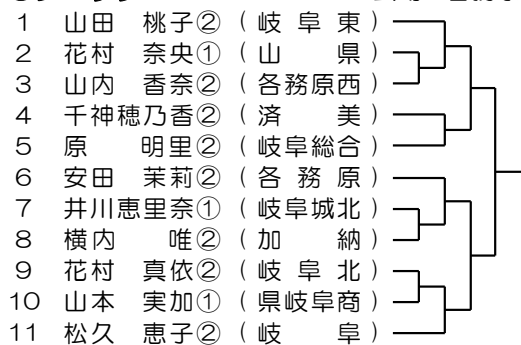 1 山田 桃子② (岐阜東)
2 花村 奈央① (山県)
3 山内 香奈② (各務原西)
4 千神穂乃香② (済美)
5 原 明里② (岐阜総合)
6 安田 茉莉② (各務原)
7 井川恵里奈① (岐阜城北)
8 横内 唯② (加納)
9 花村 真依② (岐阜北)
10 山本 実加① (県岐阜商)
11 松久 恵子② (岐阜)